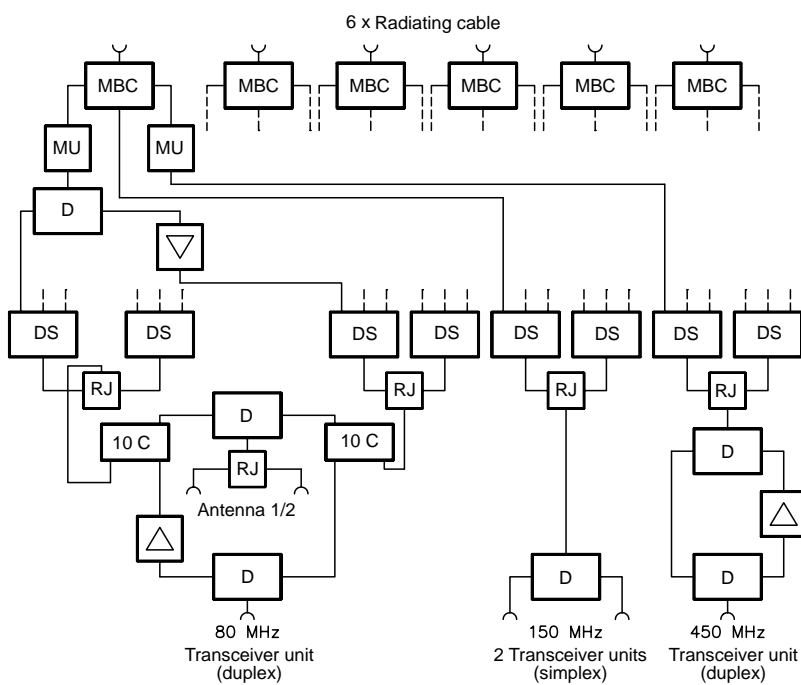 6 x Radiating cable
MBC MBC MBC MBC MBC MBC
MU MU
D
DS DS DS DS DS DS DS DS
RJ RJ RJ RJ
D
10 C 10 C D
RJ
Antenna 1/2
D D D
80 MHz 150 MHz 450 MHz
Transceiver unit 2 Transceiver units Transceiver unit
(duplex) (simplex) (duplex)